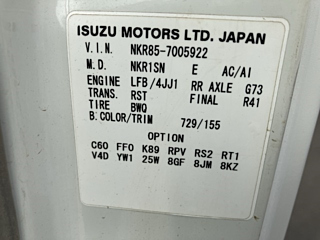 ISUZU MOTORS LTD. JAPAN
V.I.N. NKR85-7005922
M.D. NKR1SN E AC/AI
ENGINE LFB/4JJ1 RR AXLE G73
TRANS. RST FINAL R41
TIRE BWQ
B:COLOR/TRIM 729/155
OPTION
C60 FF0 K89 RPV RS2 RT1
V4D YW1 25W 8GF 8JM 8KZ